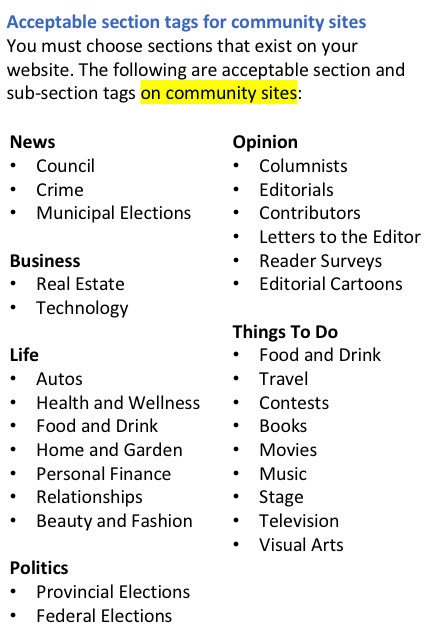 Acceptable section tags for community sites
You must choose sections that exist on your
website. The following are acceptable section and
sub-section tags on community sites:
News
• Council
• Crime
• Municipal Elections
Business
• Real Estate
• Technology
Life
• Autos
• Health and Wellness
• Food and Drink
• Home and Garden
• Personal Finance
• Relationships
• Beauty and Fashion
Politics
• Provincial Elections
• Federal Elections
Opinion
• Columnists
• Editorials
• Contributors
• Letters to the Editor
• Reader Surveys
• Editorial Cartoons
Things To Do
• Food and Drink
• Travel
• Contests
• Books
• Movies
• Music
• Stage
• Television
• Visual Arts